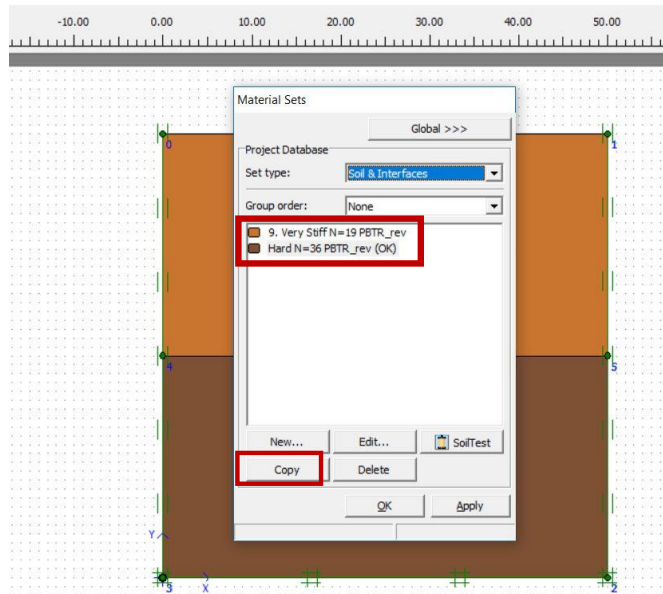 -10.00 0.00 10.00 20.00 30.00 40.00 50.00
Material Sets
Global >>>
Project Database
Set type: Soil & Interfaces
Group order: None
9. Very Stiff N=19 PBTR_rev
Hard N=36 PBTR_rev (OK)
New... Edit... SoilTest
Copy Delete
OK Apply
0 1
4 5
Y
3 X 2